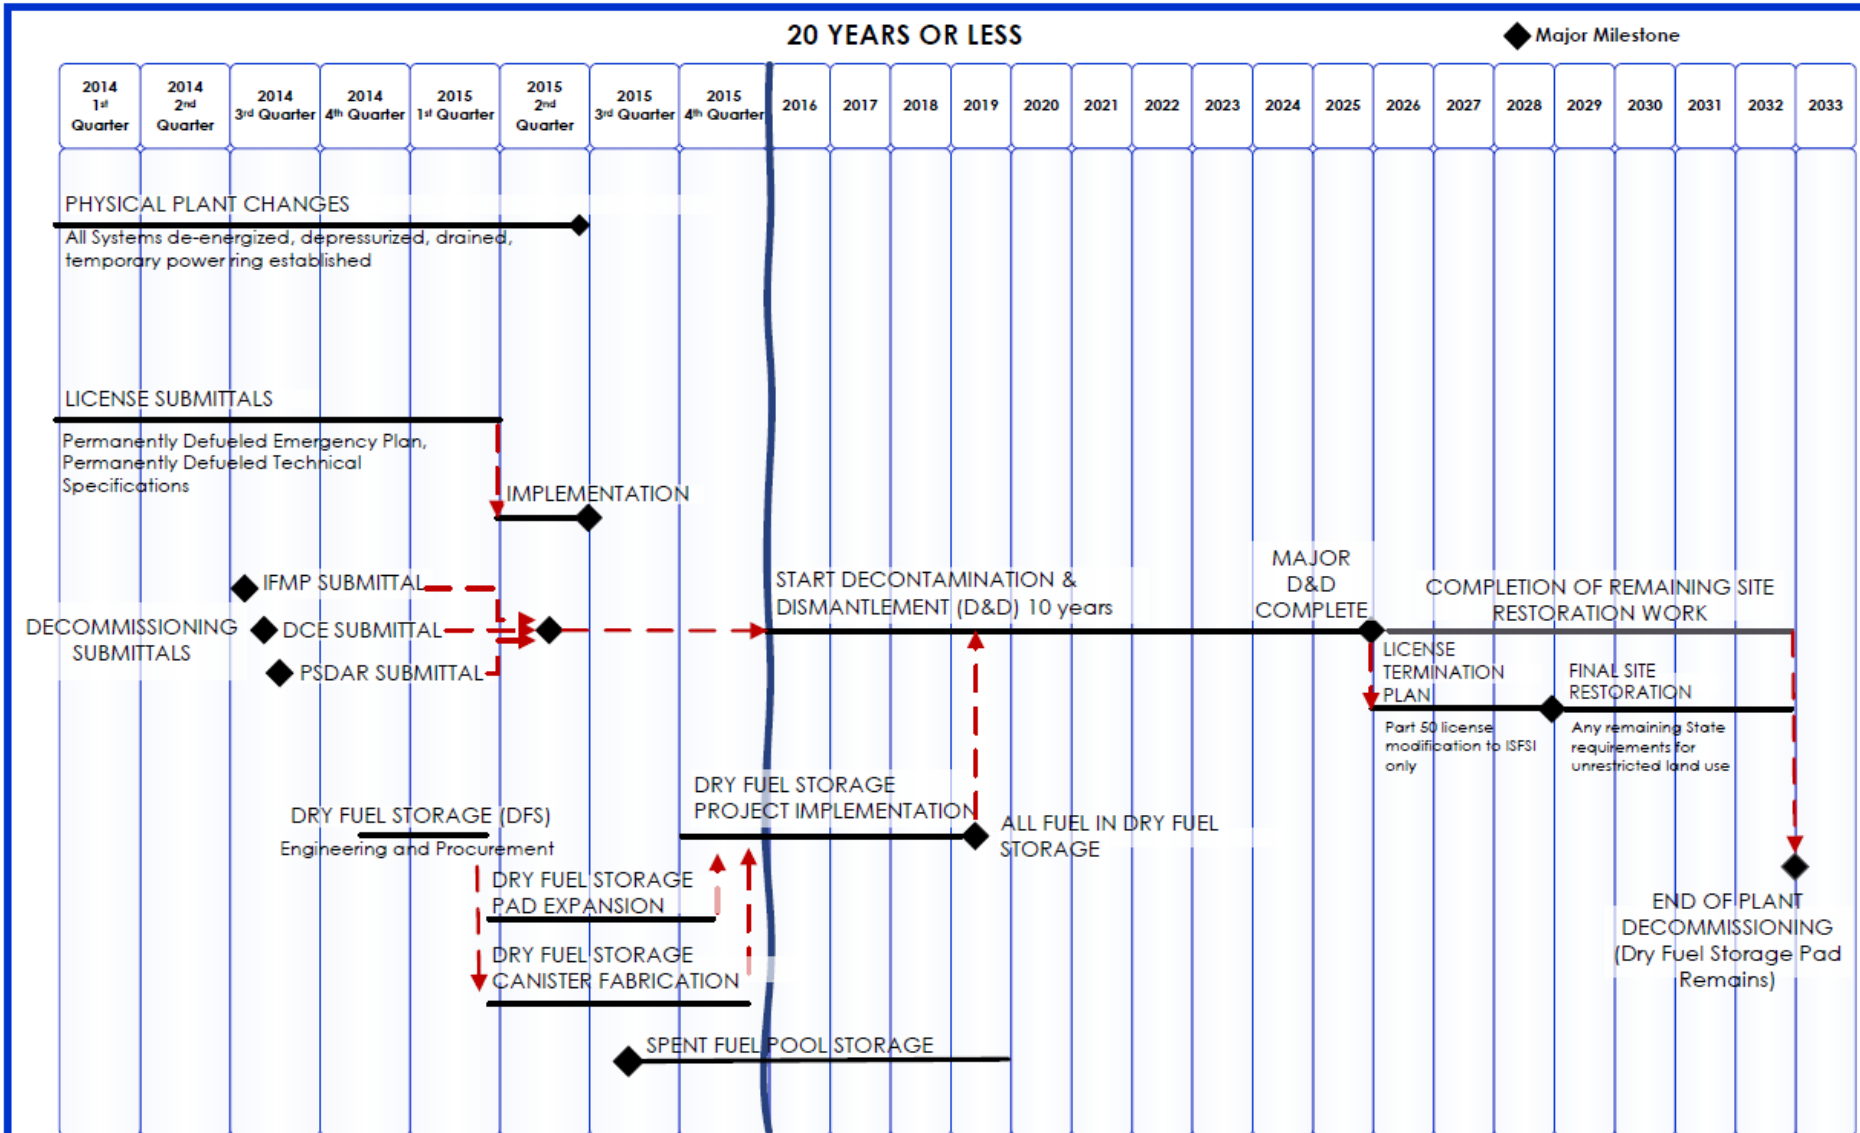 20 YEARS OR LESS
Major Milestone
2014
1st
Quarter
2014
2nd
Quarter
2014
3rd Quarter
2014
4th Quarter
2015
1st Quarter
2015
2nd
Quarter
2015
3rd Quarter
2015
4th Quarter
2016
2017
2018
2019
2020
2021
2022
2023
2024
2025
2026
2027
2028
2029
2030
2031
2032
2033
PHYSICAL PLANT CHANGES
All Systems de-energized, depressurized, drained,
temporary power ring established
LICENSE SUBMITTALS
Permanently Defueled Emergency Plan,
Permanently Defueled Technical
Specifications
IMPLEMENTATION
DECOMMISSIONING
SUBMITTALS
IFMP SUBMITTAL
DCE SUBMITTAL
PSDAR SUBMITTAL
START DECONTAMINATION &
DISMANTLEMENT (D&D) 10 years
MAJOR
D&D
COMPLETE
COMPLETION OF REMAINING SITE
RESTORATION WORK
LICENSE
TERMINATION
PLAN
Part 50 license
modification to ISFSI
only
FINAL SITE
RESTORATION
Any remaining State
requirements for
unrestricted land use
DRY FUEL STORAGE
PROJECT IMPLEMENTATION
ALL FUEL IN DRY FUEL
STORAGE
DRY FUEL STORAGE (DFS)
Engineering and Procurement
DRY FUEL STORAGE
PAD EXPANSION
DRY FUEL STORAGE
CANISTER FABRICATION
END OF PLANT
DECOMMISSIONING
(Dry Fuel Storage Pad
Remains)
SPENT FUEL POOL STORAGE